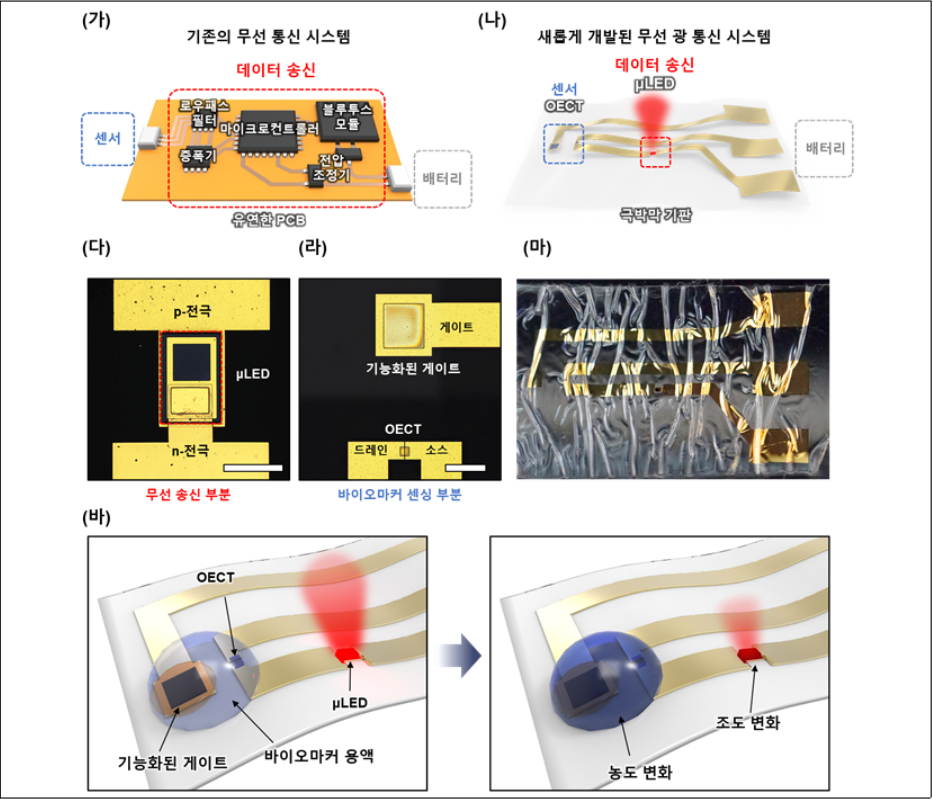 (가)
기존의 무선 통신 시스템
데이터 송신
센서
로우패스
필터
마이크로컨트롤러
블루투스
모듈
증폭기
전압
조정기
배터리
유연한 PCB
(나)
새롭게 개발된 무선 광 통신 시스템
데이터 송신
μLED
센서
OECT
배터리
극박막 기판
(다)
p-전극
μLED
n-전극
무선 송신 부분
(라)
게이트
기능화된 게이트
OECT
드레인
소스
바이오마커 센싱 부분
(마)
(바)
OECT
μLED
기능화된 게이트
바이오마커 용액
조도 변화
농도 변화